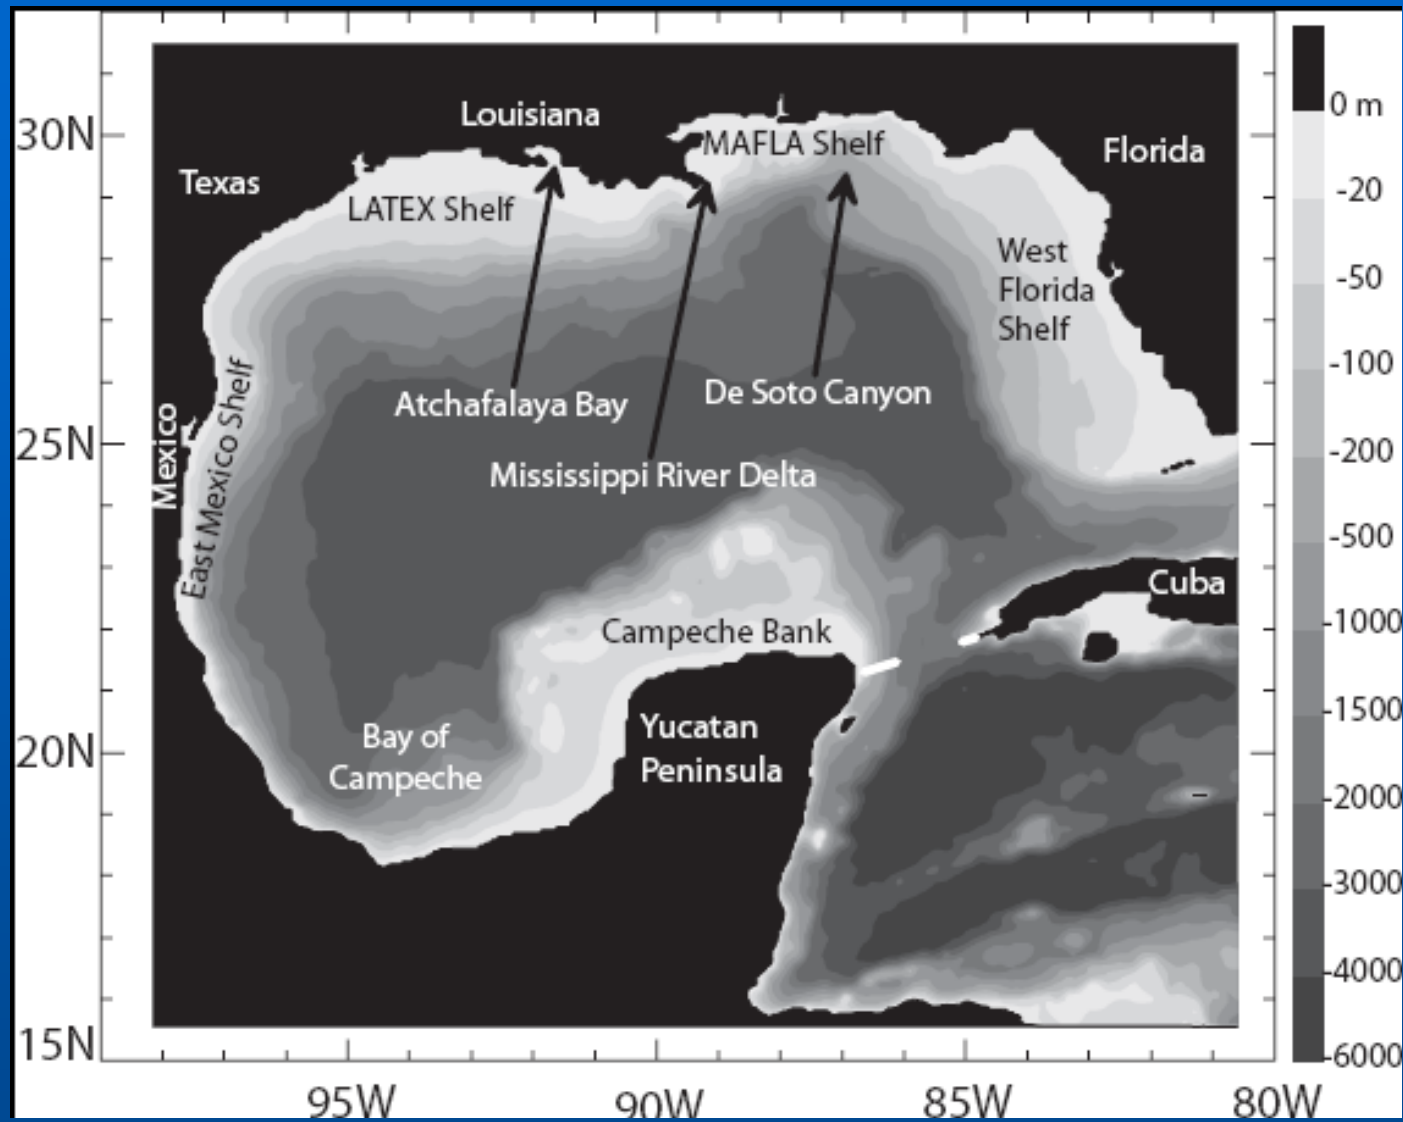 0 m
30N
Louisiana
MAFLA Shelf
Florida
Texas
-20
LATEX Shelf
West
Florida
Shelf
-50
-100
Atchafalaya Bay
De Soto Canyon
Mexico
East Mexico Shelf
25N
-200
Mississippi River Delta
-500
Cuba
Campeche Bank
-1000
-1500
Bay of
Campeche
Yucatan
Peninsula
20N
-2000
-3000
-4000
15N
-6000
95W
90W
85W
80W